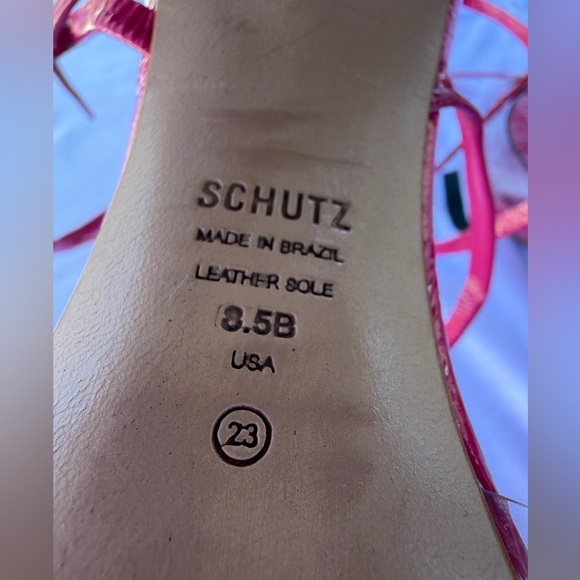 SCHUTZ
MADE IN BRAZIL
LEATHER SOLE
8.5B
USA
23